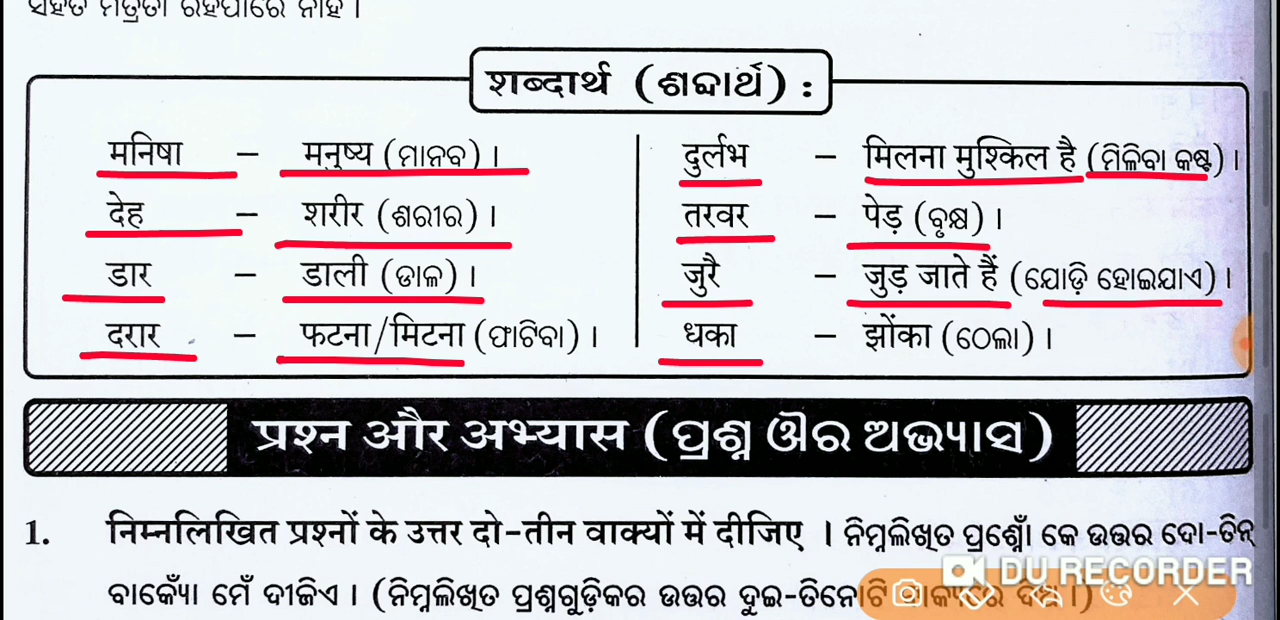 ରହିପାରେ ନାହିଁ।
शब्दार्थ (ଶବ୍ଦାର୍ଥ) :
मनिषा – मनुष्य (ମାନବ) ।
देह – शरीर (ଶରୀର) ।
डार – डाली (ଡାଳ) ।
दरार – फटना/मिटना (ଫାଟିବା) ।
दुर्लभ – मिलना मुश्किल है (ମିଳିବା କଷ୍ଟ) ।
तरवर – पेड़ (ବୃକ୍ଷ) ।
जुरै – जुड़ जाते हैं (ଯୋଡ଼ି ହୋଇଯାଏ) ।
धका – झोंका (ଠେଲା) ।
प्रश्न और अभ्यास (ପ୍ରଶ୍ନ ଔର ଅଭ୍ୟାସ)
1. निम्नलिखित प्रश्नों के उत्तर दो-तीन वाक्यों में दीजिए । ନିମ୍ନଲିଖିତ ପ୍ରଶ୍ନୋଁ କେ ଉତ୍ତର ଦୋ-ତିନ୍
ବାକ୍ୟୋଁ ମେଁ ଦୀଜିଏ । (ନିମ୍ନଲିଖିତ ପ୍ରଶ୍ନଗୁଡ଼ିକର ଉତ୍ତର ଦୁଇ-ତିନୋଟି
DU RECORDER